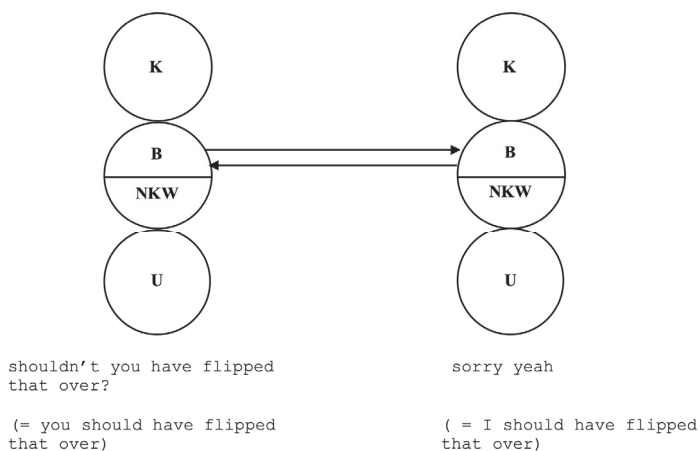 K
K
B
B
NKW
NKW
U
U
shouldn't you have flipped
that over?
sorry yeah
(= you should have flipped
that over)
( = I should have flipped
that over)